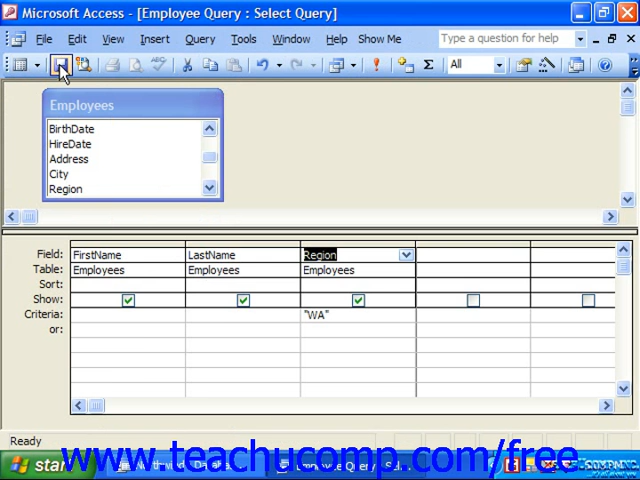 Microsoft Access - [Employee Query : Select Query]
File Edit View Insert Query Tools Window Help Show Me Type a question for help
ABC Σ All
Employees
BirthDate
HireDate
Address
City
Region
Field: FirstName LastName Region
Table: Employees Employees Employees
Sort:
Show:
Criteria: "WA"
or:
Ready
www.teachucomp.com/free
start